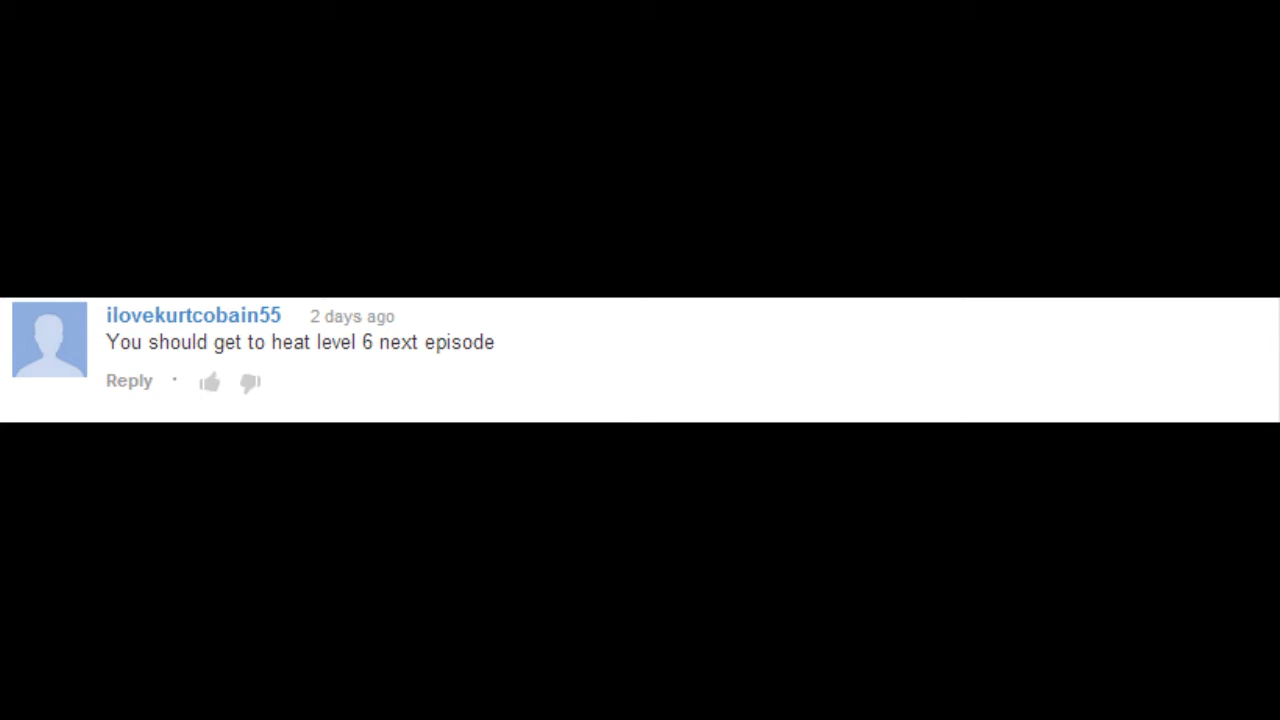 ilovekurtcobain55 2 days ago
You should get to heat level 6 next episode
Reply ·